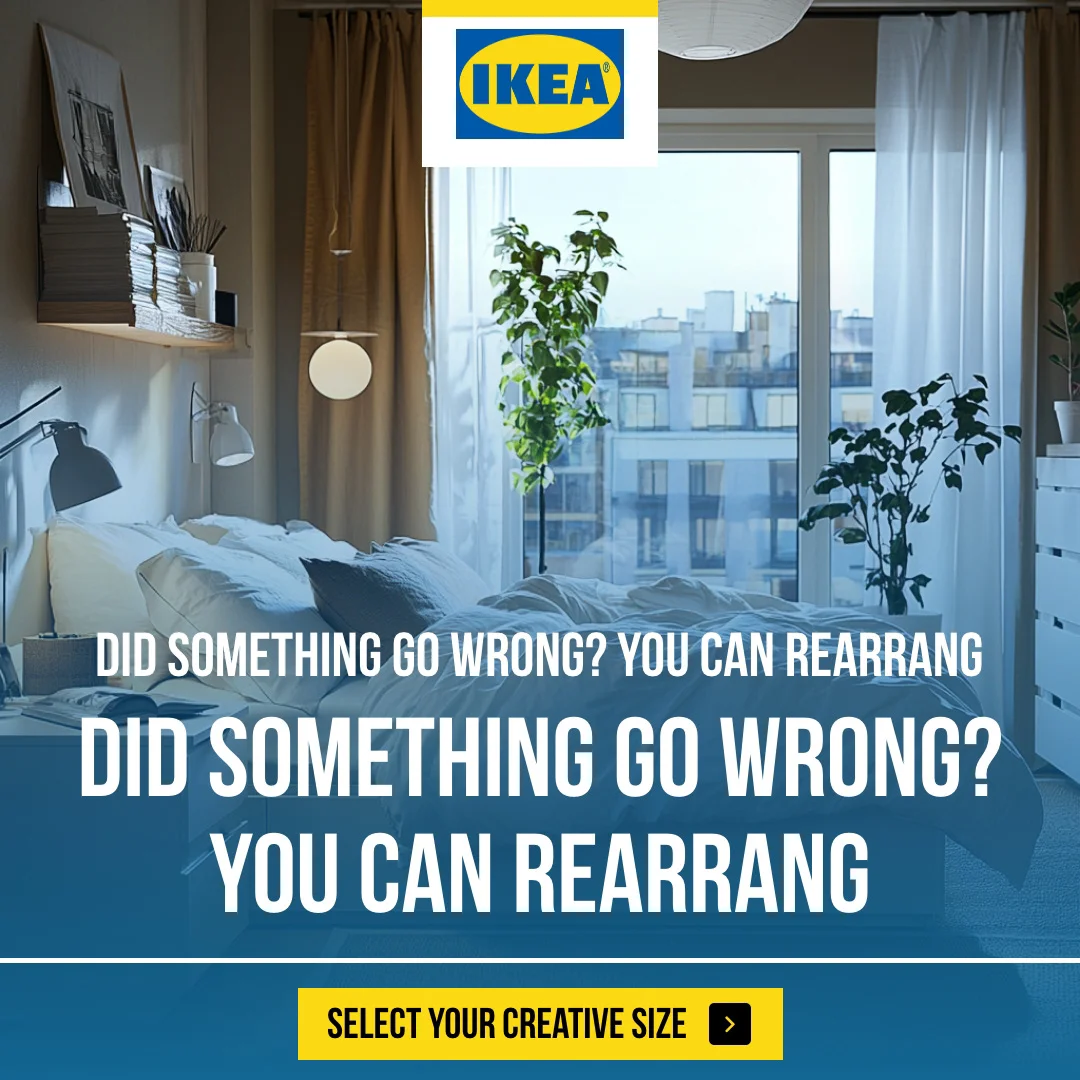 IKEA®
DID SOMETHING GO WRONG? YOU CAN REARRANG
DID SOMETHING GO WRONG?
YOU CAN REARRANG
SELECT YOUR CREATIVE SIZE